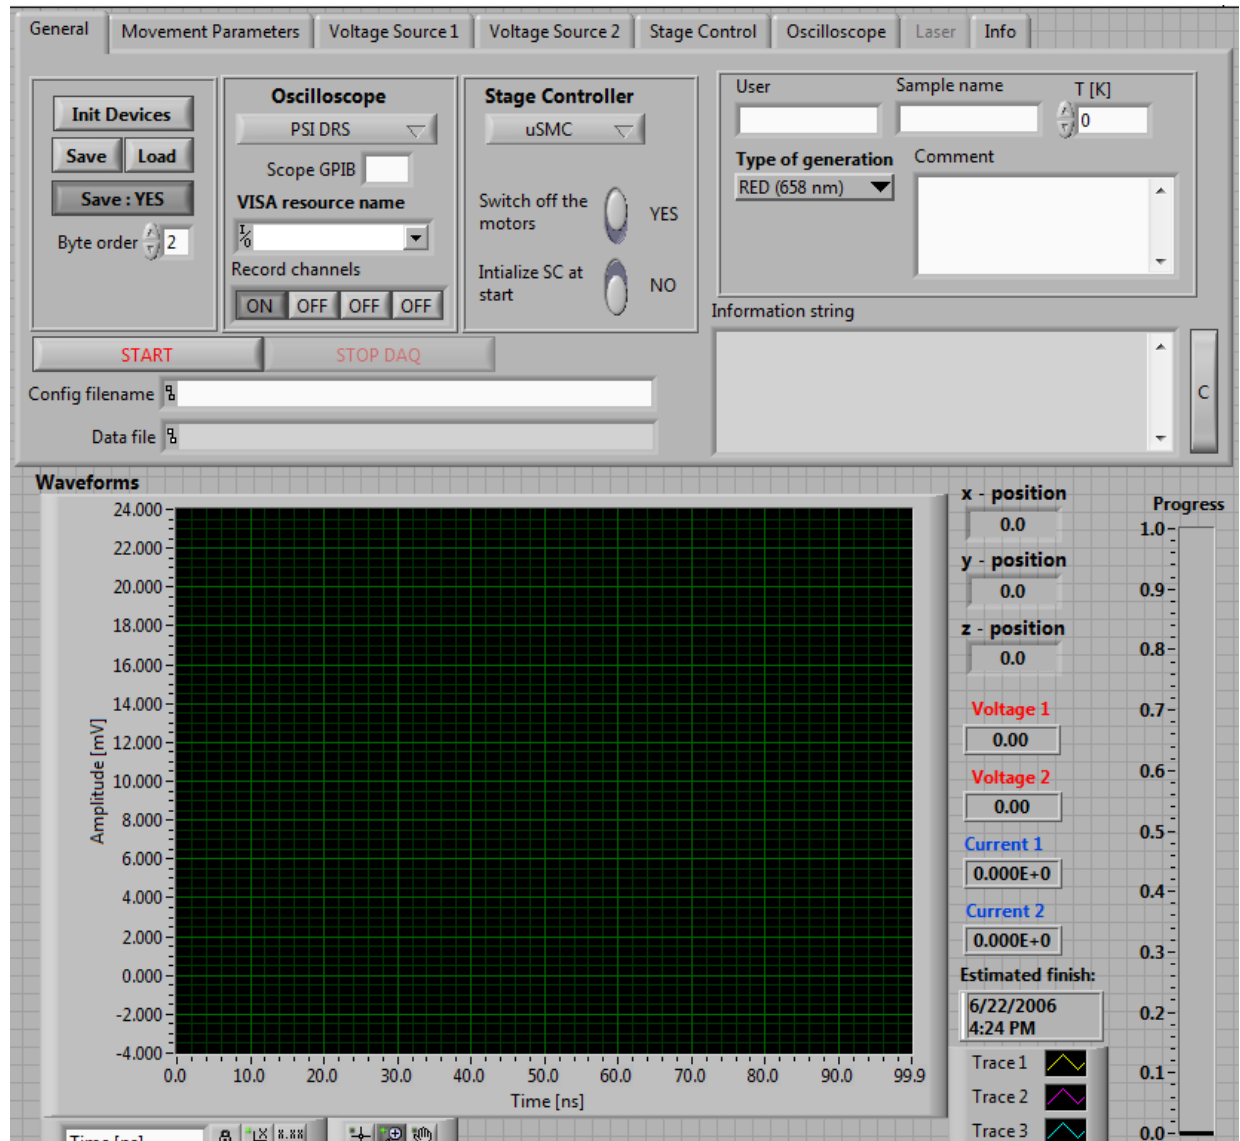 General Movement Parameters Voltage Source 1 Voltage Source 2 Stage Control Oscilloscope Laser Info
Init Devices
Save Load
Save : YES
Byte order 2
Oscilloscope
PSI DRS
Scope GPIB
VISA resource name
I/O
Record channels
ON OFF OFF OFF
Stage Controller
uSMC
Switch off the
motors
YES
Intialize SC at
start
NO
User Sample name T [K]
0
Type of generation Comment
RED (658 nm)
START STOP DAQ
Config filename
Data file
Information string
C
Waveforms
24.000
22.000
20.000
18.000
16.000
14.000
12.000
10.000
8.000
6.000
4.000
2.000
0.000
-2.000
-4.000
Amplitude [mV]
0.0 10.0 20.0 30.0 40.0 50.0 60.0 70.0 80.0 90.0 99.9
Time [ns]
Time [ns] X X.XX
x - position
0.0
y - position
0.0
z - position
0.0
Voltage 1
0.00
Voltage 2
0.00
Current 1
0.000E+0
Current 2
0.000E+0
Estimated finish:
6/22/2006
4:24 PM
Trace 1
Trace 2
Trace 3
Progress
1.0
0.9
0.8
0.7
0.6
0.5
0.4
0.3
0.2
0.1
0.0